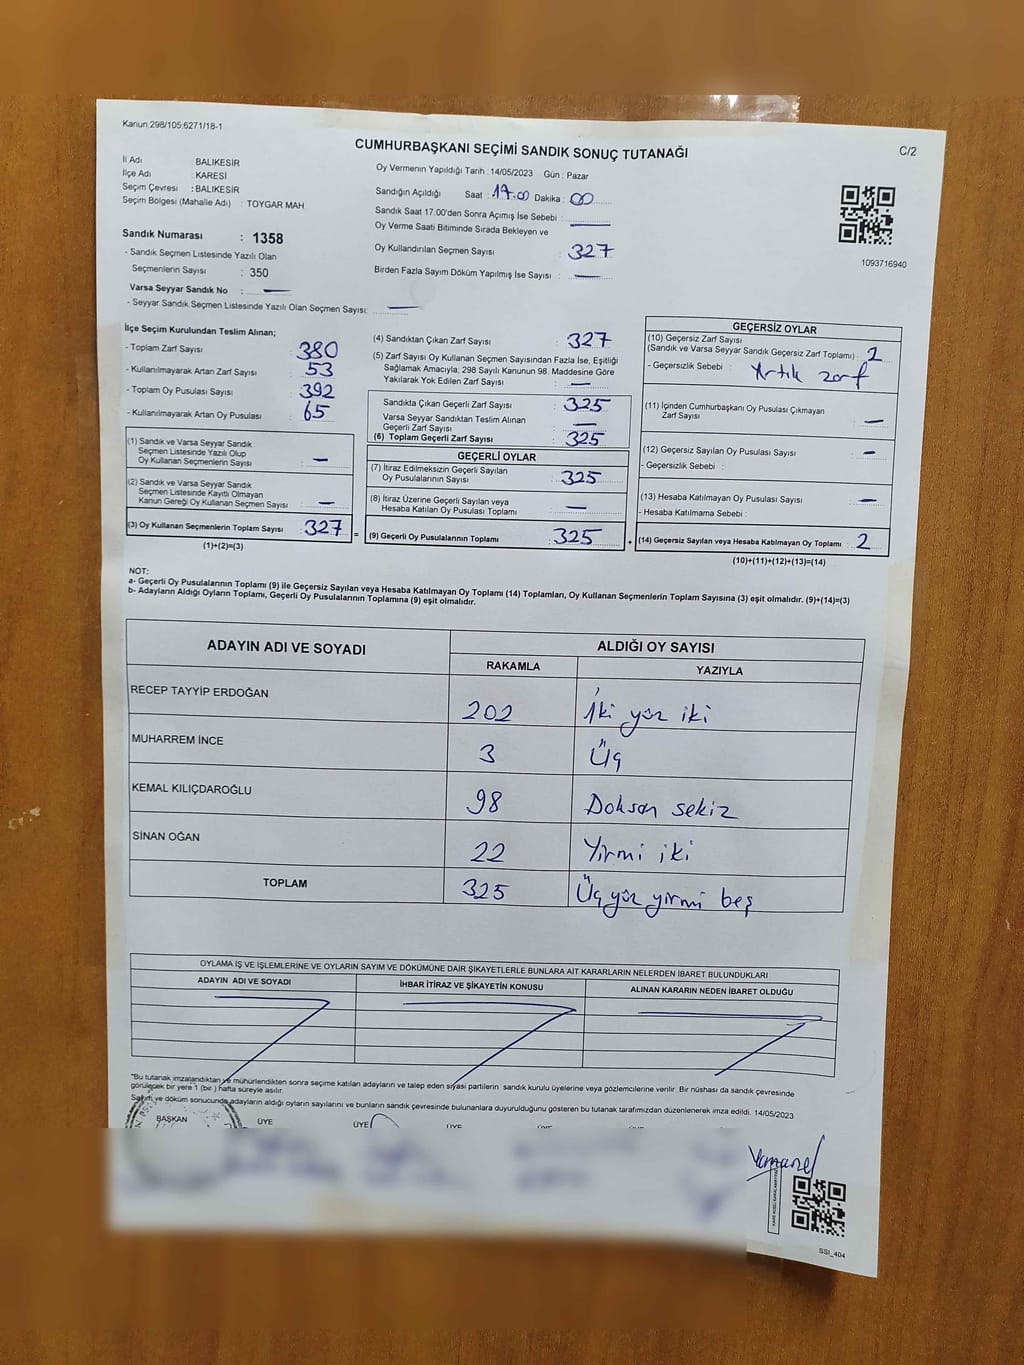 Kanun:298/105;6271/18-1
C/2
CUMHURBAŞKANI SEÇİMİ SANDIK SONUÇ TUTANAĞI
İl Adı : BALIKESİR
İlçe Adı : KARESİ
Seçim Çevresi : BALIKESİR
Seçim Bölgesi (Mahalle Adı) : TOYGAR MAH
Oy Vermenin Yapıldığı Tarih : 14/05/2023 Gün : Pazar
Sandığın Açıldığı Saat : 17.00 Dakika : 00
Sandık Saat 17.00'den Sonra Açımış İse Sebebi :
Oy Verme Saati Bitiminde Sırada Bekleyen ve
Oy Kullandırılan Seçmen Sayısı : 327
Birden Fazla Sayım Döküm Yapılmış İse Sayısı : —
1093716940
Sandık Numarası : 1358
- Sandık Seçmen Listesinde Yazılı Olan
Seçmenlerin Sayısı : 350
Varsa Seyyar Sandık No : —
- Seyyar Sandık Seçmen Listesinde Yazılı Olan Seçmen Sayısı: —
İlçe Seçim Kurulundan Teslim Alınan;
- Toplam Zarf Sayısı : 380
- Kullanılmayarak Artan Zarf Sayısı : 53
- Toplam Oy Pusulası Sayısı : 392
- Kullanılmayarak Artan Oy Pusulası : 65
(1) Sandık ve Varsa Seyyar Sandık
Seçmen Listesinde Yazılı Olup
Oy Kullanan Seçmenlerin Sayısı : —
(2) Sandık ve Varsa Seyyar Sandık
Seçmen Listesinde Kayıtlı Olmayan
Kanun Gereği Oy Kullanan Seçmen Sayısı : —
(3) Oy Kullanan Seçmenlerin Toplam Sayısı : 327
(1)+(2)=(3)
(4) Sandıktan Çıkan Zarf Sayısı : 327
(5) Zarf Sayısı Oy Kullanan Seçmen Sayısından Fazla İse, Eşitliği
Sağlamak Amacıyla; 298 Sayılı Kanunun 98. Maddesine Göre
Yakılarak Yok Edilen Zarf Sayısı : —
Sandıkta Çıkan Geçerli Zarf Sayısı : 325
Varsa Seyyar Sandıktan Teslim Alınan
Geçerli Zarf Sayısı : —
(6) Toplam Geçerli Zarf Sayısı : 325
GEÇERLİ OYLAR
(7) İtiraz Edilmeksizin Geçerli Sayılan
Oy Pusulalarının Sayısı : 325
(8) İtiraz Üzerine Geçerli Sayılan veya
Hesaba Katılan Oy Pusulası Toplamı : —
= (9) Geçerli Oy Pusulalarının Toplamı : 325
GEÇERSİZ OYLAR
(10) Geçersiz Zarf Sayısı
(Sandık ve Varsa Seyyar Sandık Geçersiz Zarf Toplamı) : 2
- Geçersizlik Sebebi : Yırtık zarf
(11) İçinden Cumhurbaşkanı Oy Pusulası Çıkmayan
Zarf Sayısı : —
(12) Geçersiz Sayılan Oy Pusulası Sayısı : —
- Geçersizlik Sebebi :
(13) Hesaba Katılmayan Oy Pusulası Sayısı : —
- Hesaba Katılmama Sebebi :
+ (14) Geçersiz Sayılan veya Hesaba Katılmayan Oy Toplamı : 2
(10)+(11)+(12)+(13)=(14)
NOT:
a- Geçerli Oy Pusulalarının Toplamı (9) ile Geçersiz Sayılan veya Hesaba Katılmayan Oy Toplamı (14) Toplamları, Oy Kullanan Seçmenlerin Toplam Sayısına (3) eşit olmalıdır. (9)+(14)=(3)
b- Adayların Aldığı Oyların Toplamı, Geçerli Oy Pusulalarının Toplamına (9) eşit olmalıdır.
ADAYIN ADI VE SOYADI ALDIĞI OY SAYISI
RAKAMLA YAZIYLA
RECEP TAYYİP ERDOĞAN 202 İki yüz iki
MUHARREM İNCE 3 Üç
KEMAL KILIÇDAROĞLU 98 Doksan sekiz
SİNAN OĞAN 22 Yirmi iki
TOPLAM 325 Üç yüz yirmi beş
OYLAMA İŞ VE İŞLEMLERİNE VE OYLARIN SAYIM VE DÖKÜMÜNE DAİR ŞİKAYETLERLE BUNLARA AİT KARARLARIN NELERDEN İBARET BULUNDUKLARI
ADAYIN ADI VE SOYADI İHBAR İTİRAZ VE ŞİKAYETİN KONUSU ALINAN KARARIN NEDEN İBARET OLDUĞU
"Bu tutanak imzalandıktan ve mühürlendikten sonra seçime katılan adayların ve talep eden siyasi partilerin sandık kurulu üyelerine veya gözlemcilerine verilir. Bir nüshası da sandık çevresinde
görülecek bir yere 1 (bir ) hafta süreyle asılır.
Sayım ve döküm sonucunda adayların aldığı oyların sayılarını ve bunların sandık çevresinde bulunanlara duyurulduğunu gösteren bu tutanak tarafımızdan düzenlenerek imza edildi. 14/05/2023
BAŞKAN ÜYE ÜYE ÜYE ÜYE ÜYE
SSI_404